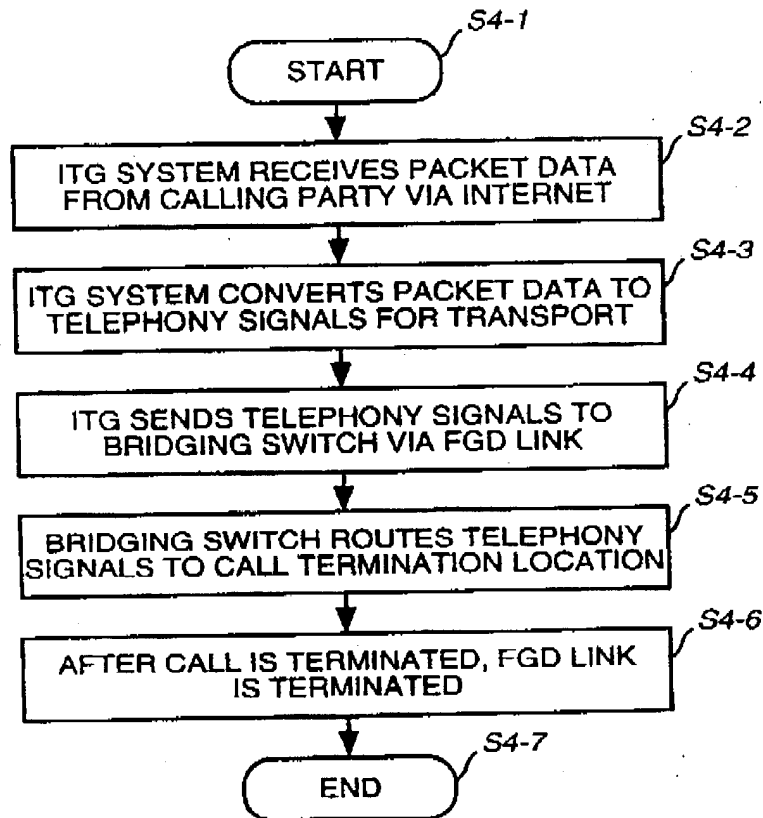 S4-1
START
S4-2
ITG SYSTEM RECEIVES PACKET DATA
FROM CALLING PARTY VIA INTERNET
S4-3
ITG SYSTEM CONVERTS PACKET DATA TO
TELEPHONY SIGNALS FOR TRANSPORT
S4-4
ITG SENDS TELEPHONY SIGNALS TO
BRIDGING SWITCH VIA FGD LINK
S4-5
BRIDGING SWITCH ROUTES TELEPHONY
SIGNALS TO CALL TERMINATION LOCATION
S4-6
AFTER CALL IS TERMINATED, FGD LINK
IS TERMINATED
S4-7
END